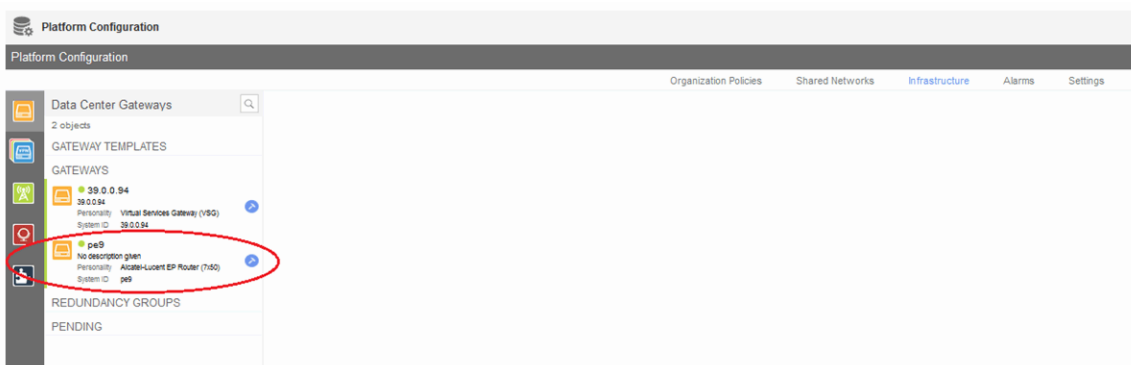 Platform Configuration
Platform Configuration
Organization Policies Shared Networks Infrastructure Alarms Settings
Data Center Gateways
2 objects
GATEWAY TEMPLATES
GATEWAYS
39.0.0.94
39.0.0.94
Personality Virtual Services Gateway (VSG)
System ID 39.0.0.94
pe9
No description given
Personality Alcatel-Lucent EP Router (7x50)
System ID pe9
REDUNDANCY GROUPS
PENDING